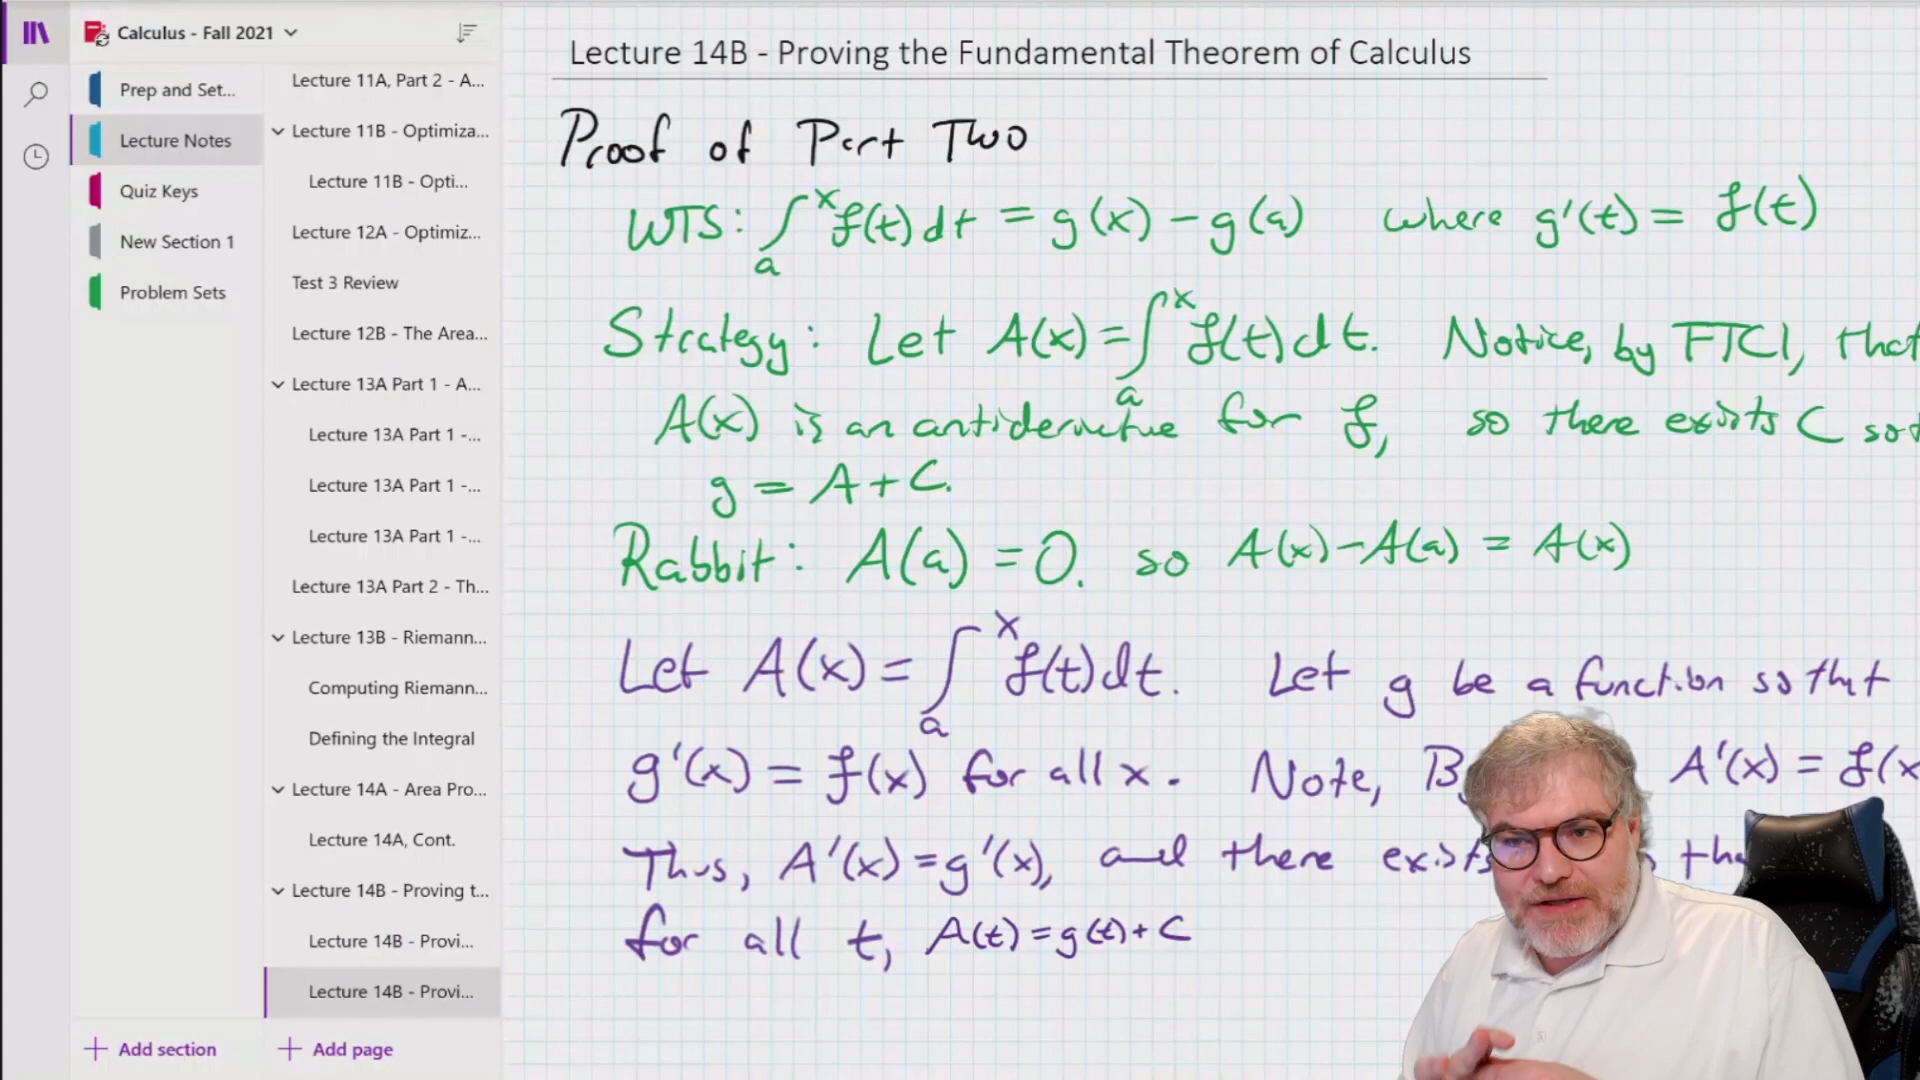 Calculus - Fall 2021
Prep and Set...
Lecture Notes
Quiz Keys
New Section 1
Problem Sets
Add section
Lecture 11A, Part 2 - A...
Lecture 11B - Optimiza...
Lecture 11B - Opti...
Lecture 12A - Optimiz...
Test 3 Review
Lecture 12B - The Area...
Lecture 13A Part 1 - A...
Lecture 13A Part 1 -...
Lecture 13A Part 1 -...
Lecture 13A Part 1 -...
Lecture 13A Part 2 - Th...
Lecture 13B - Riemann...
Computing Riemann...
Defining the Integral
Lecture 14A - Area Pro...
Lecture 14A, Cont.
Lecture 14B - Proving t...
Lecture 14B - Provi...
Lecture 14B - Provi...
Add page
Lecture 14B - Proving the Fundamental Theorem of Calculus
Proof of Part Two
WTS: ∫ₐˣ f(t)dt = g(x) - g(a) where g'(t) = f(t)
Strategy: Let A(x) = ∫ₐˣ f(t)dt. Notice, by FTC1, that
A(x) is an antiderivative for f, so there exists C so
g = A + C.
Rabbit: A(a) = 0. so A(x) - A(a) = A(x)
Let A(x) = ∫ₐˣ f(t)dt. Let g be a function so that
g'(x) = f(x) for all x. Note, A'(x) = f(x
Thus, A'(x) = g'(x), and there exists
for all t, A(t) = g(t) + C